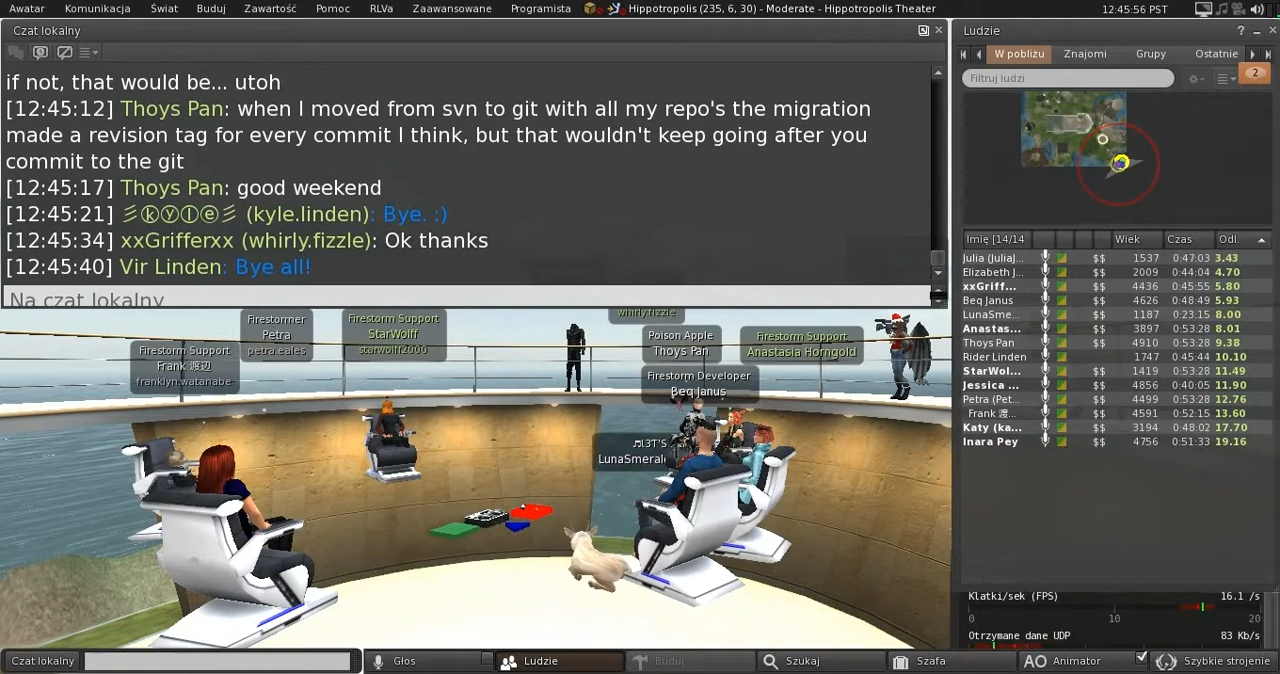 Awatar Komunikacja Świat Buduj Zawartość Pomoc RLVa Zaawansowane Programista Hippotropolis (235, 6, 30) - Moderate - Hippotropolis Theater 12:45:56 PST
Czat lokalny
if not, that would be... utoh
[12:45:12] Thoys Pan: when I moved from svn to git with all my repo's the migration
made a revision tag for every commit I think, but that wouldn't keep going after you
commit to the git
[12:45:17] Thoys Pan: good weekend
[12:45:21] 彡ⓚⓨⓛⓔ彡 (kyle.linden): Bye. :)
[12:45:34] xxGrifferxx (whirly.fizzle): Ok thanks
[12:45:40] Vir Linden: Bye all!
Na czat lokalny
Firestorm Support
Frank 渡辺
franklyn.watanabe
Firestormer
Petra
petra.eales
Firestorm Support
StarWolff
starwolff2000
whirly.fizzle
Poison Apple
Thoys Pan
Firestorm Support
Anastasia Horngold
Firestorm Developer
Beq Janus
LunaSmeral
Ludzie
W pobliżu Znajomi Grupy Ostatnie
2
Filtruj ludzi
Imię [14/14 Wiek Czas Odl.
Julia (JuliaJ... $$ 1537 0:47:03 3.43
Elizabeth J... $$ 2009 0:44:04 4.70
xxGriff... $$ 4436 0:45:55 5.80
Beq Janus $$ 4626 0:48:49 5.93
LunaSme... $$ 1187 0:23:15 8.00
Anastas... $$ 3897 0:53:28 8.01
Thoys Pan $$ 4910 0:53:28 9.38
Rider Linden $$ 1747 0:45:44 10.10
StarWol... $$ 1419 0:53:28 11.49
Jessica ... $$ 4856 0:40:05 11.90
Petra (Pet... $$ 4499 0:53:28 12.76
Frank 渡... $$ 4591 0:52:15 13.60
Katy (ka... $$ 3194 0:48:02 17.70
Inara Pey $$ 4756 0:51:33 19.16
Klatki/sek (FPS) 16.1 /s
0 10 20
Otrzymane dane UDP 83 Kb/s
Czat lokalny Głos Ludzie Buduj Szukaj Szafa AO Animator Szybkie strojenie